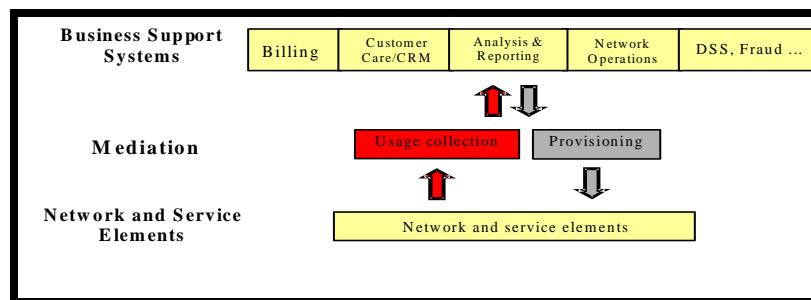 Business Support
Systems
Billing
Customer
Care/CRM
Analysis &
Reporting
Network
Operations
DSS, Fraud ...
Mediation
Usage collection
Provisioning
Network and Service
Elements
Network and service elements